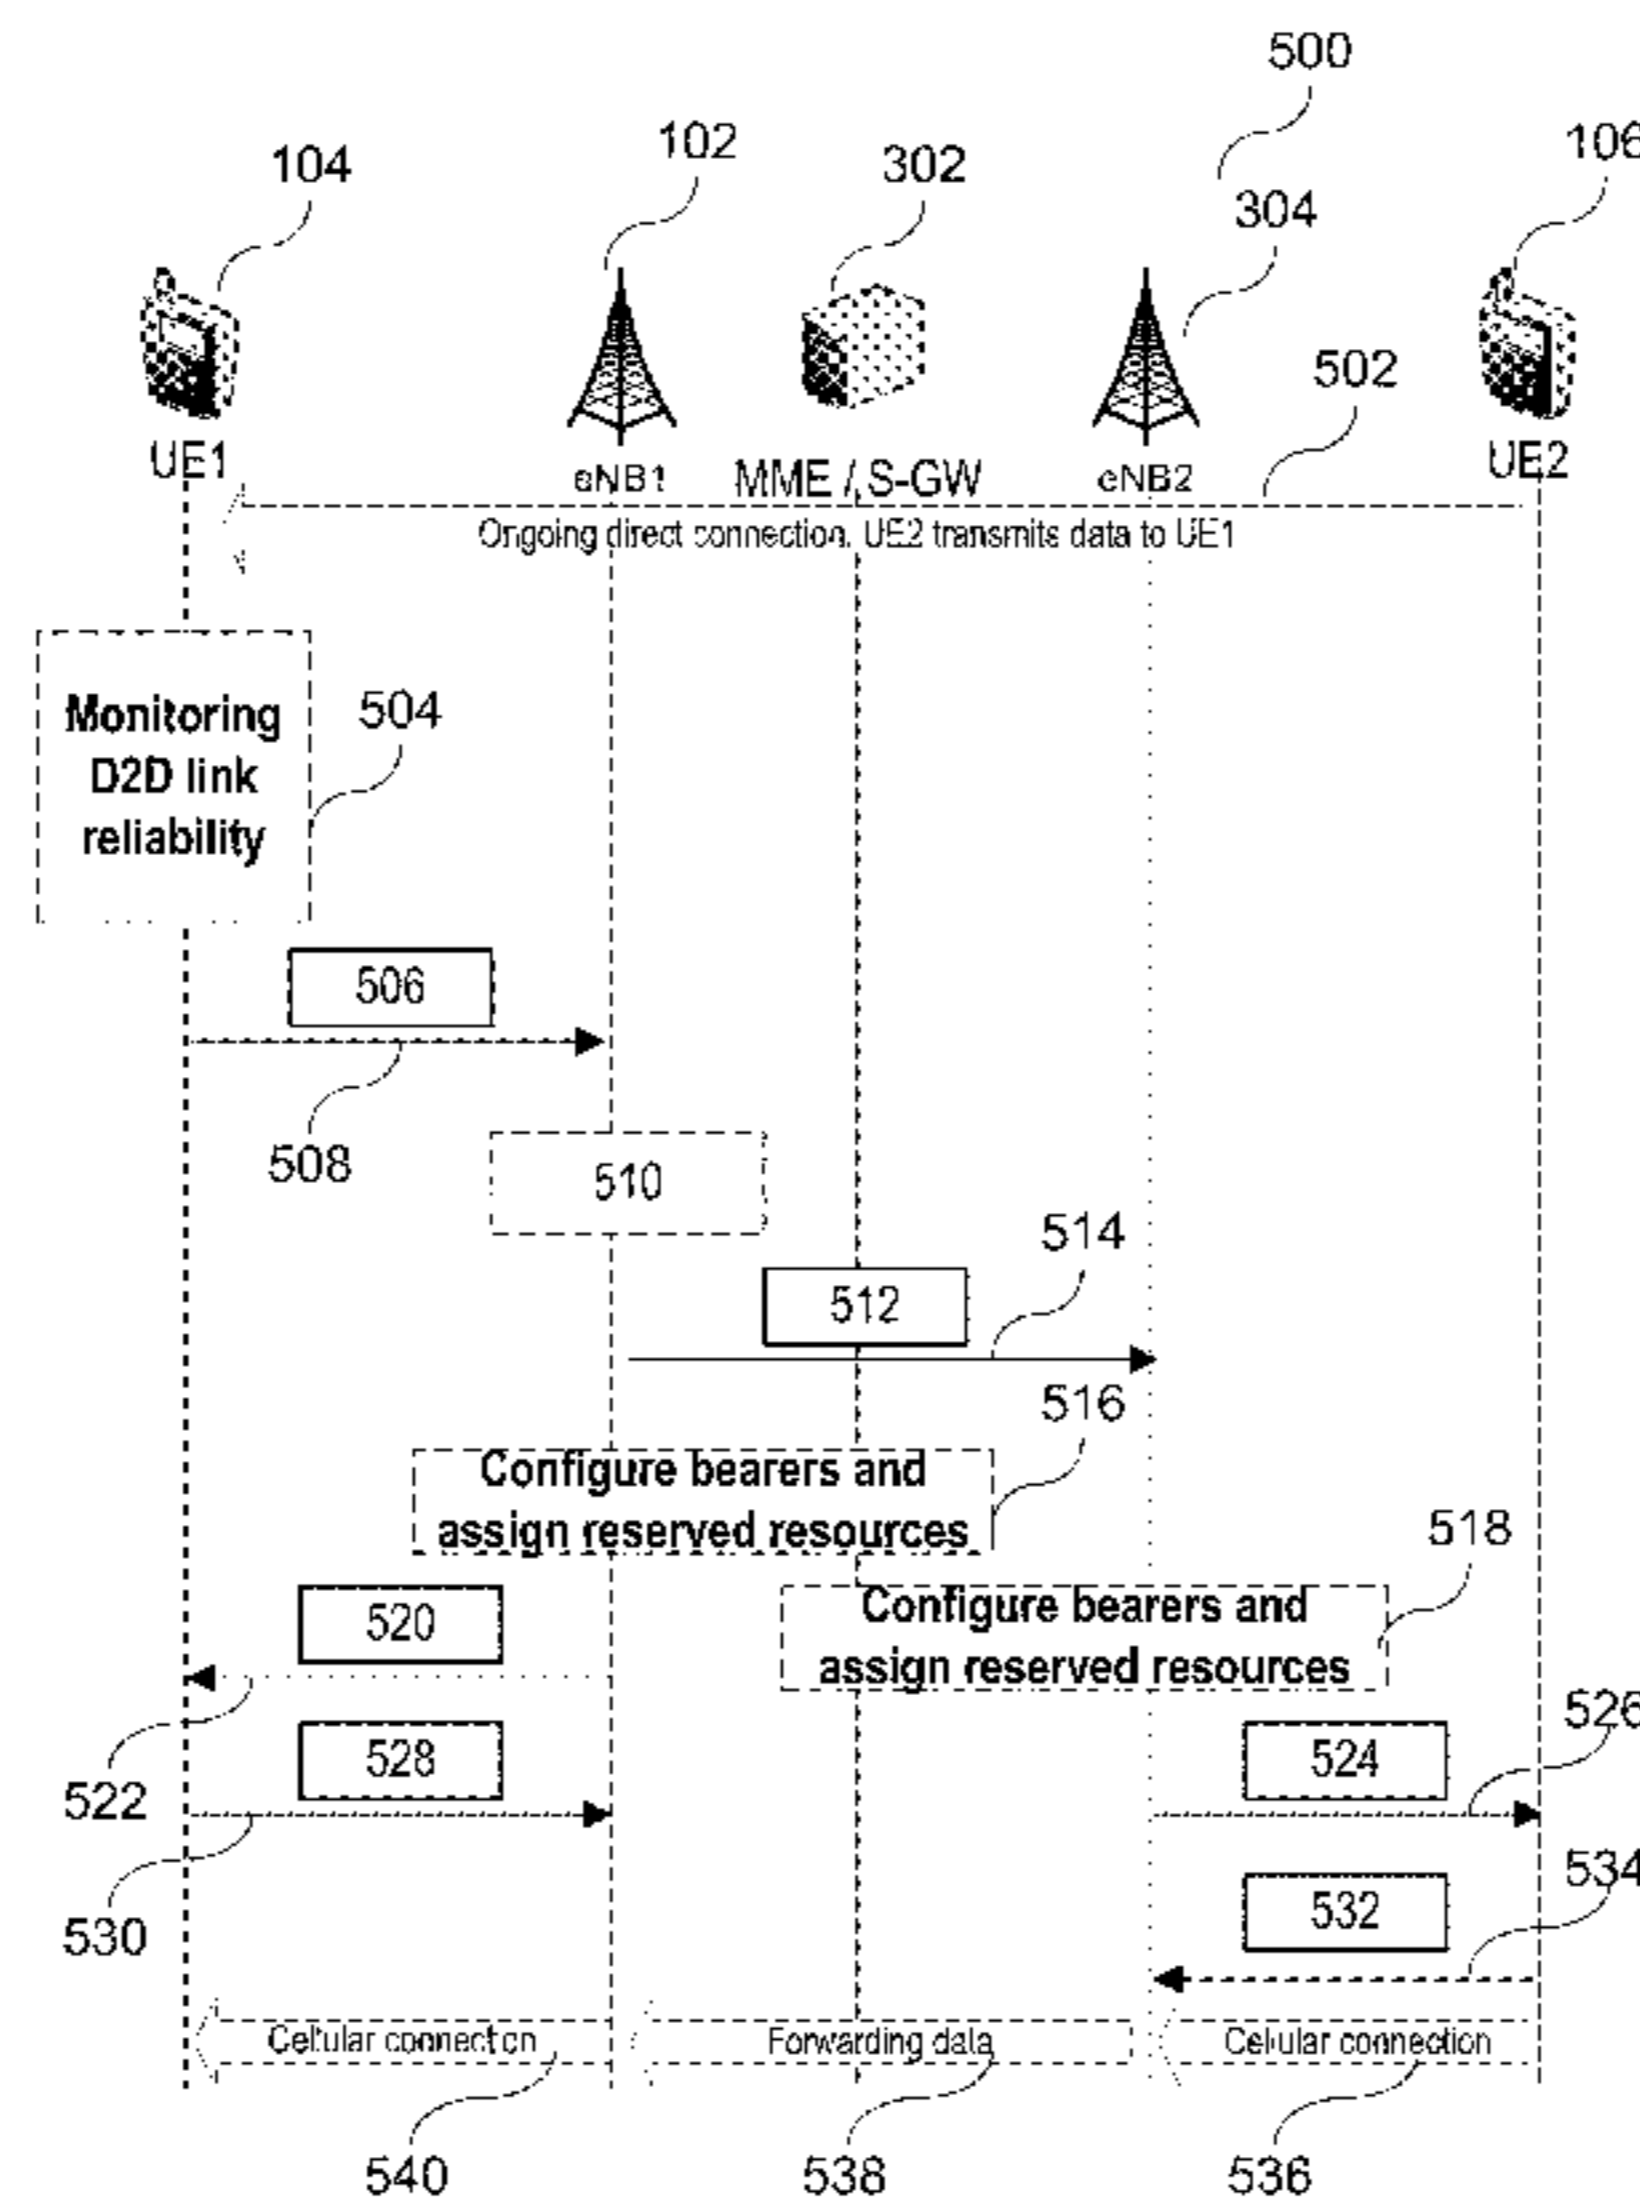 500
102
106
104
302
304
502
UE1
eNB1
MME / S-GW
eNB2
UE2
Ongoing direct connection, UE2 transmits data to UE1
Monitoring
D2D link
reliability
504
506
508
510
514
512
516
Configure bearers and
assign reserved resources
518
520
Configure bearers and
assign reserved resources
526
528
524
522
534
532
530
Cellular connection
Forwarding data
Cellular connection
540
538
536